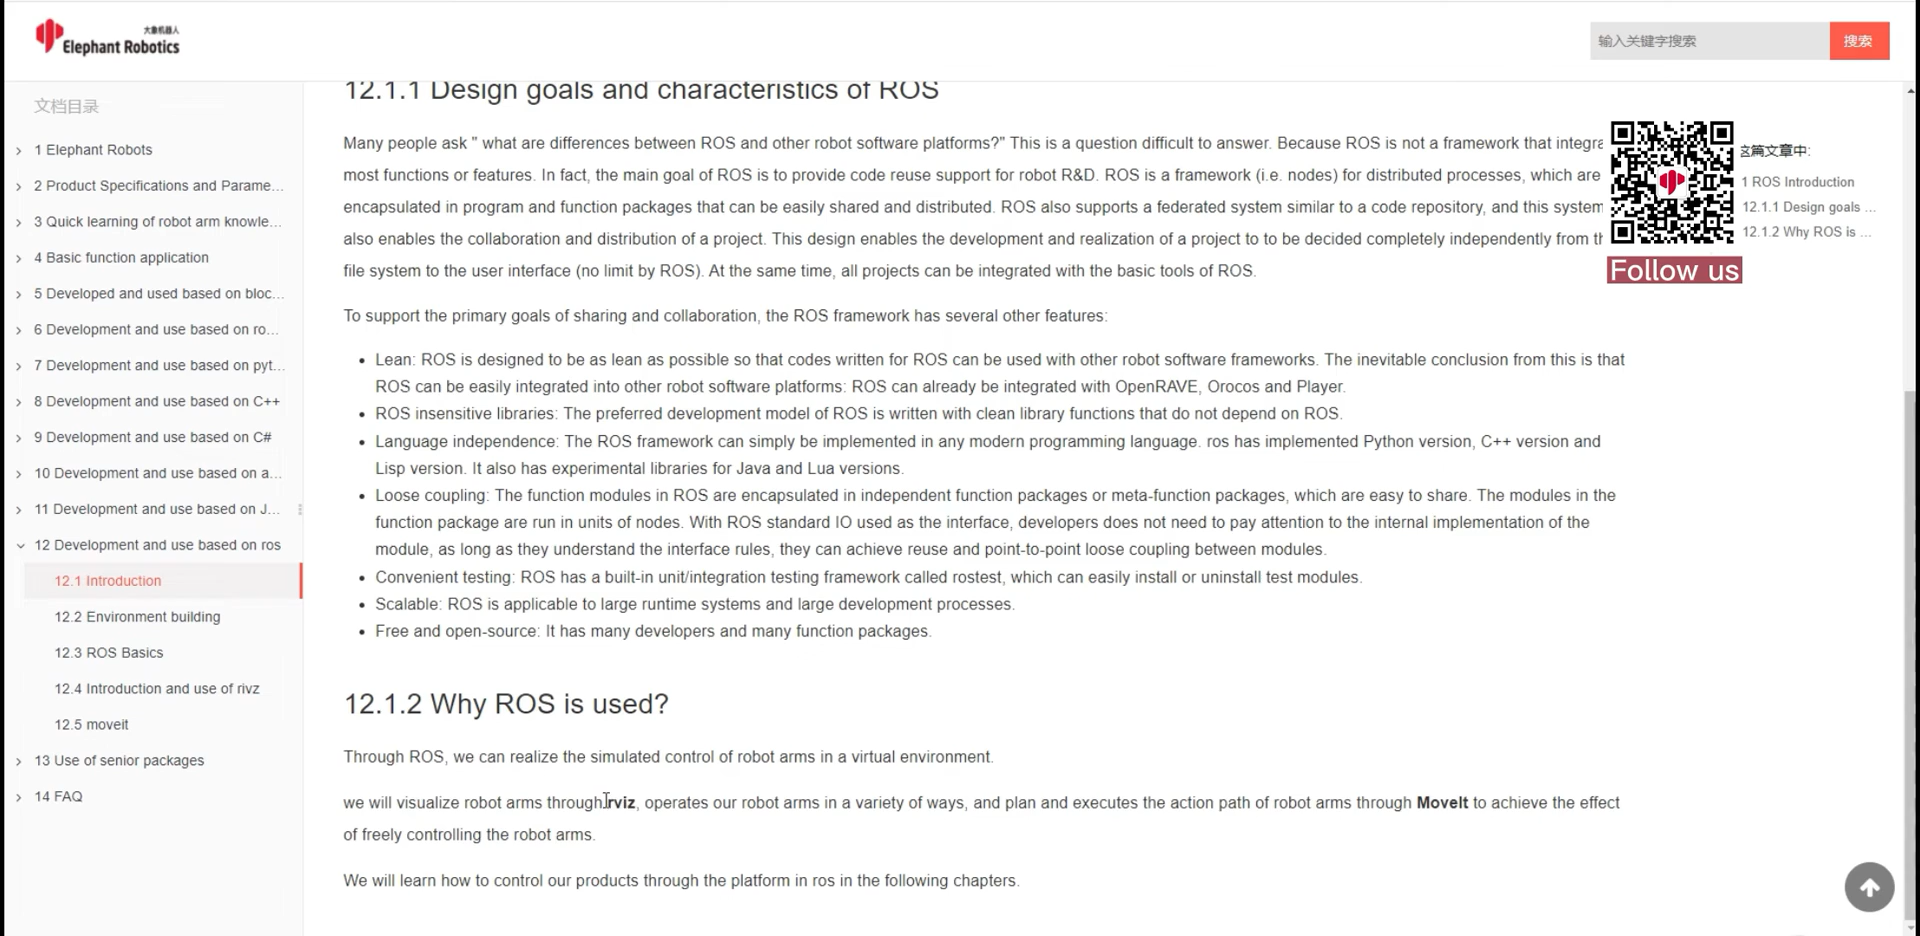 大象机器人
Elephant Robotics
输入关键字搜索
搜索
文档目录
1 Elephant Robots
2 Product Specifications and Parame...
3 Quick learning of robot arm knowle...
4 Basic function application
5 Developed and used based on bloc...
6 Development and use based on ro...
7 Development and use based on pyt...
8 Development and use based on C++
9 Development and use based on C#
10 Development and use based on a...
11 Development and use based on J...
12 Development and use based on ros
12.1 Introduction
12.2 Environment building
12.3 ROS Basics
12.4 Introduction and use of rivz
12.5 moveit
13 Use of senior packages
14 FAQ
12.1.1 Design goals and characteristics of ROS
Many people ask " what are differences between ROS and other robot software platforms?" This is a question difficult to answer. Because ROS is not a framework that integra
most functions or features. In fact, the main goal of ROS is to provide code reuse support for robot R&D. ROS is a framework (i.e. nodes) for distributed processes, which are
encapsulated in program and function packages that can be easily shared and distributed. ROS also supports a federated system similar to a code repository, and this system
also enables the collaboration and distribution of a project. This design enables the development and realization of a project to to be decided completely independently from th
file system to the user interface (no limit by ROS). At the same time, all projects can be integrated with the basic tools of ROS.
To support the primary goals of sharing and collaboration, the ROS framework has several other features:
• Lean: ROS is designed to be as lean as possible so that codes written for ROS can be used with other robot software frameworks. The inevitable conclusion from this is that
ROS can be easily integrated into other robot software platforms: ROS can already be integrated with OpenRAVE, Orocos and Player.
• ROS insensitive libraries: The preferred development model of ROS is written with clean library functions that do not depend on ROS.
• Language independence: The ROS framework can simply be implemented in any modern programming language. ros has implemented Python version, C++ version and
Lisp version. It also has experimental libraries for Java and Lua versions.
• Loose coupling: The function modules in ROS are encapsulated in independent function packages or meta-function packages, which are easy to share. The modules in the
function package are run in units of nodes. With ROS standard IO used as the interface, developers does not need to pay attention to the internal implementation of the
module, as long as they understand the interface rules, they can achieve reuse and point-to-point loose coupling between modules.
• Convenient testing: ROS has a built-in unit/integration testing framework called rostest, which can easily install or uninstall test modules.
• Scalable: ROS is applicable to large runtime systems and large development processes.
• Free and open-source: It has many developers and many function packages.
12.1.2 Why ROS is used?
Through ROS, we can realize the simulated control of robot arms in a virtual environment.
we will visualize robot arms through rviz, operates our robot arms in a variety of ways, and plan and executes the action path of robot arms through MoveIt to achieve the effect
of freely controlling the robot arms.
We will learn how to control our products through the platform in ros in the following chapters.
这篇文章中:
1 ROS Introduction
12.1.1 Design goals ...
12.1.2 Why ROS is ...
Follow us